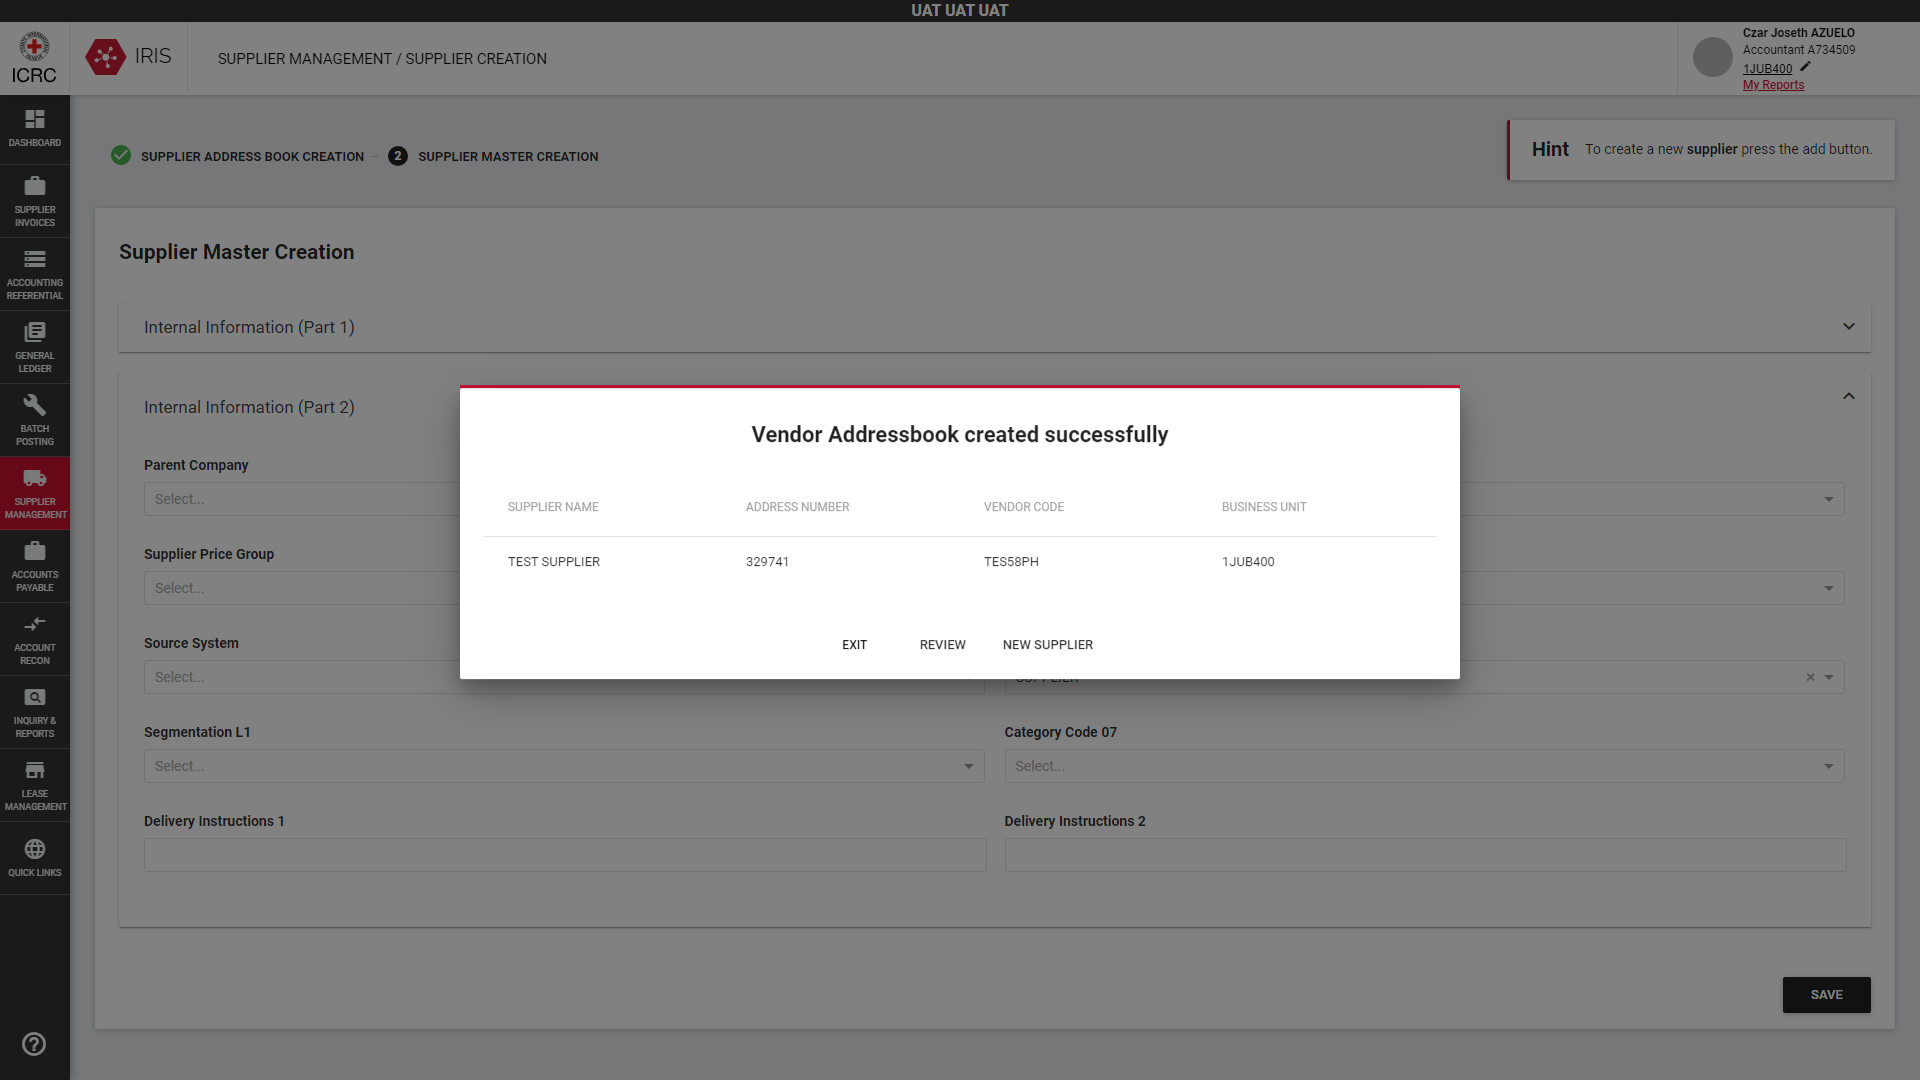 UAT UAT UAT
ICRC
IRIS
SUPPLIER MANAGEMENT / SUPPLIER CREATION
Czar Joseth AZUELO
Accountant A734509
1JUB400
My Reports
DASHBOARD
SUPPLIER
INVOICES
ACCOUNTING
REFERENTIAL
GENERAL
LEDGER
BATCH
POSTING
SUPPLIER
MANAGEMENT
ACCOUNTS
PAYABLE
ACCOUNT
RECON
INQUIRY &
REPORTS
LEASE
MANAGEMENT
QUICK LINKS
SUPPLIER ADDRESS BOOK CREATION
2 SUPPLIER MASTER CREATION
Hint To create a new supplier press the add button.
Supplier Master Creation
Internal Information (Part 1)
Internal Information (Part 2)
Parent Company
Select...
Supplier Price Group
Select...
Source System
Select...
SUPPLIER
Segmentation L1
Category Code 07
Select...
Select...
Delivery Instructions 1
Delivery Instructions 2
SAVE
Vendor Addressbook created successfully
SUPPLIER NAME ADDRESS NUMBER VENDOR CODE BUSINESS UNIT
TEST SUPPLIER 329741 TES58PH 1JUB400
EXIT REVIEW NEW SUPPLIER